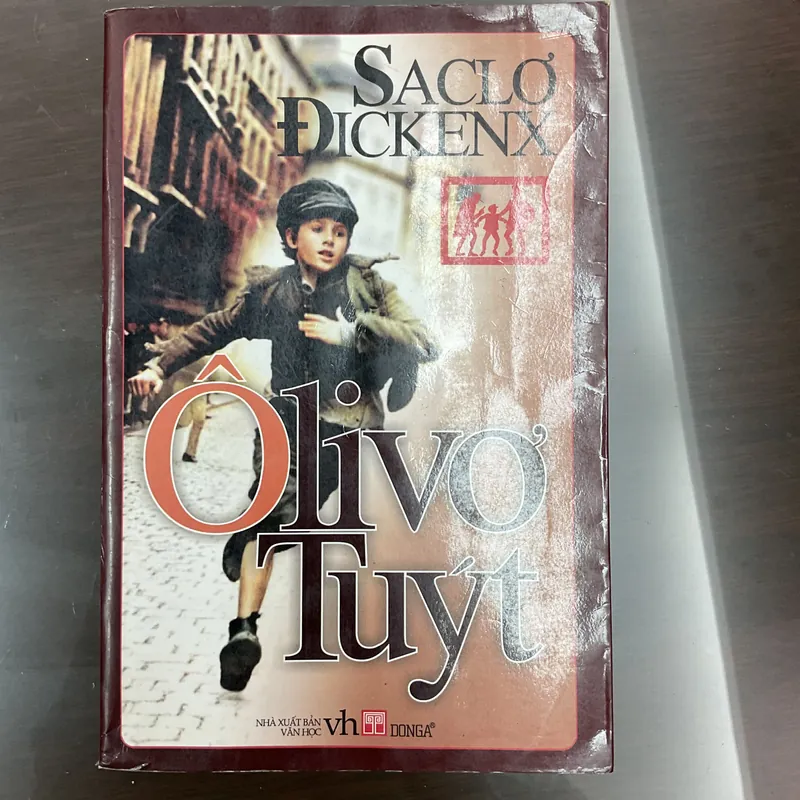 SACLƠ
ĐICKENX
Ôlivơ
Tuýt
NHÀ XUẤT BẢN
VĂN HỌC
vh
DONGA®